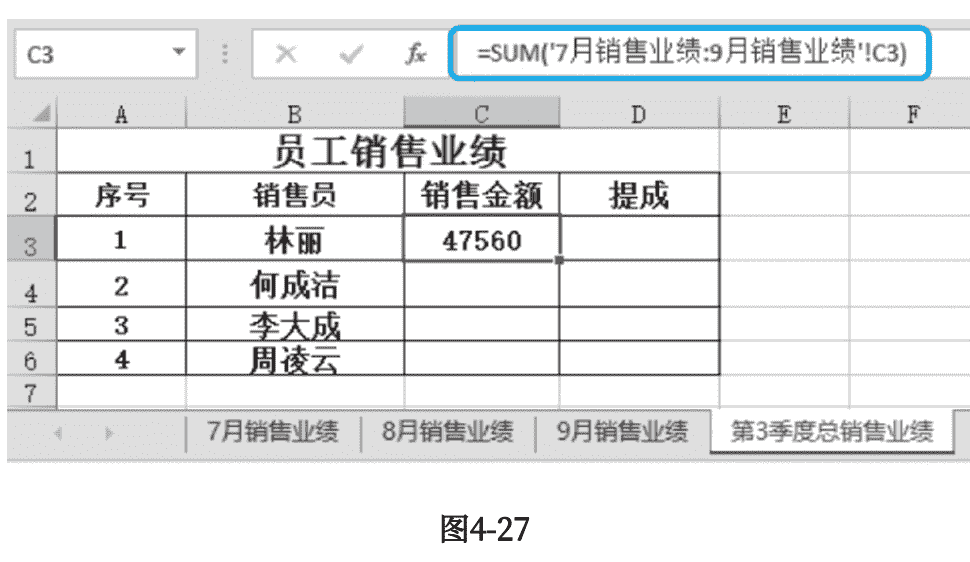 C3 fx =SUM('7月销售业绩:9月销售业绩'!C3)
A B C D E F
1 员工销售业绩
2 序号 销售员 销售金额 提成
3 1 林丽 47560
4 2 何成洁
5 3 李大成
6 4 周凌云
7
7月销售业绩 8月销售业绩 9月销售业绩 第3季度总销售业绩
图4-27